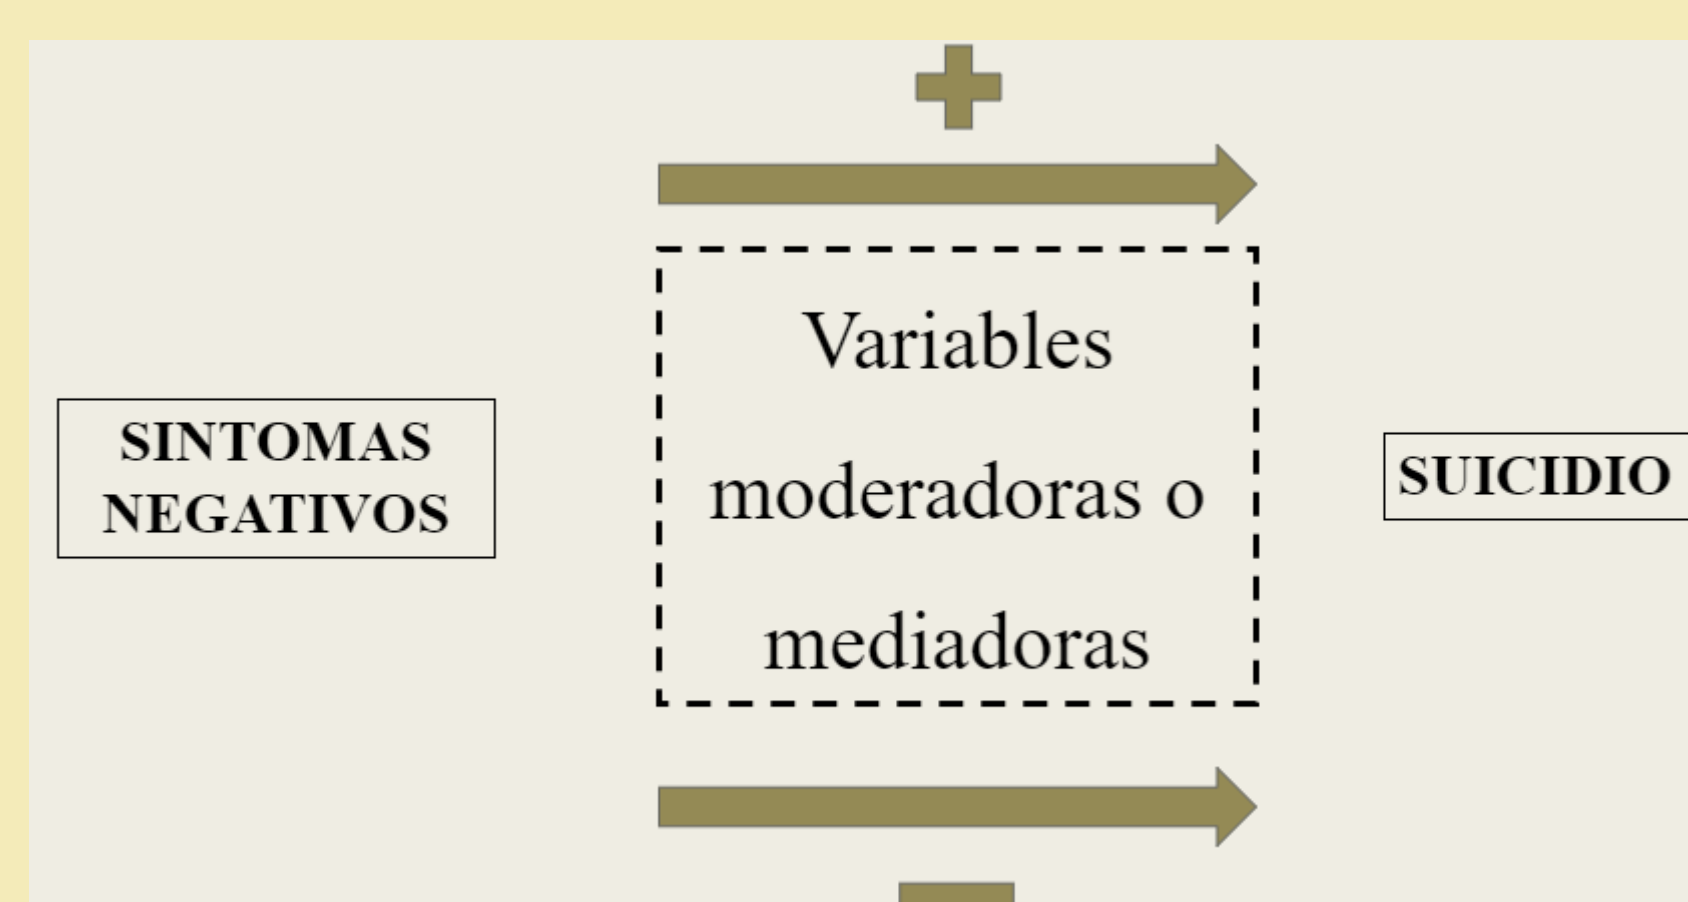 Variables
moderadoras o
mediadoras
SINTOMAS
NEGATIVOS
SUICIDIO